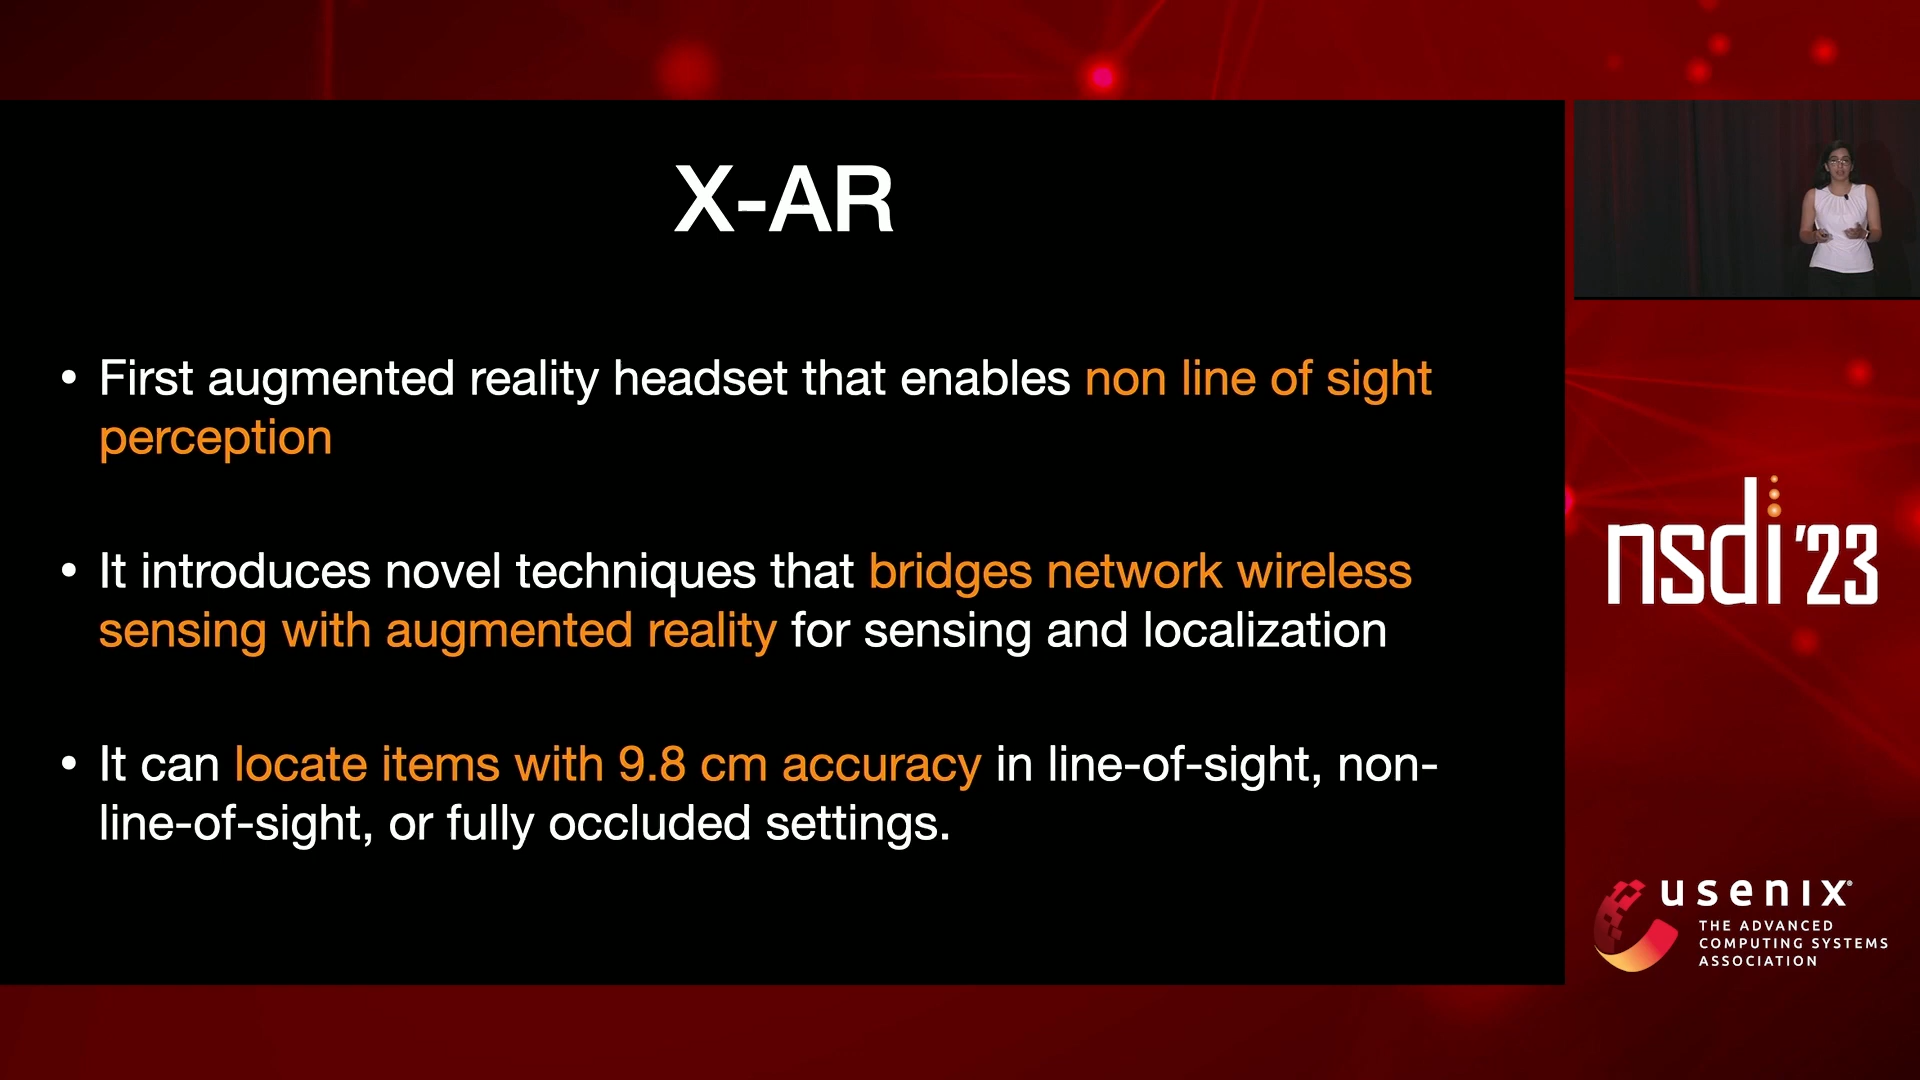 X-AR
• First augmented reality headset that enables non line of sight
perception
• It introduces novel techniques that bridges network wireless
sensing with augmented reality for sensing and localization
• It can locate items with 9.8 cm accuracy in line-of-sight, non-
line-of-sight, or fully occluded settings.
nsdi '23
usenix®
THE ADVANCED
COMPUTING SYSTEMS
ASSOCIATION